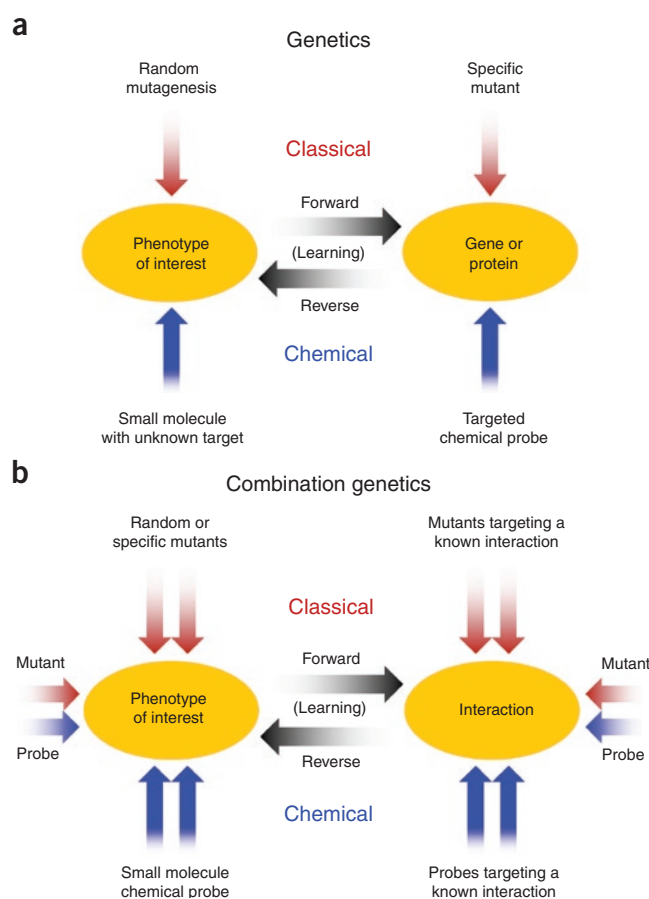 a
Genetics
Random
mutagenesis
Specific
mutant
Classical
Forward
Phenotype
of interest
(Learning)
Gene or
protein
Reverse
Chemical
Small molecule
with unknown target
Targeted
chemical probe
b
Combination genetics
Random or
specific mutants
Mutants targeting a
known interaction
Classical
Mutant
Forward
Mutant
Phenotype
of interest
(Learning)
Interaction
Probe
Reverse
Probe
Chemical
Small molecule
chemical probe
Probes targeting a
known interaction